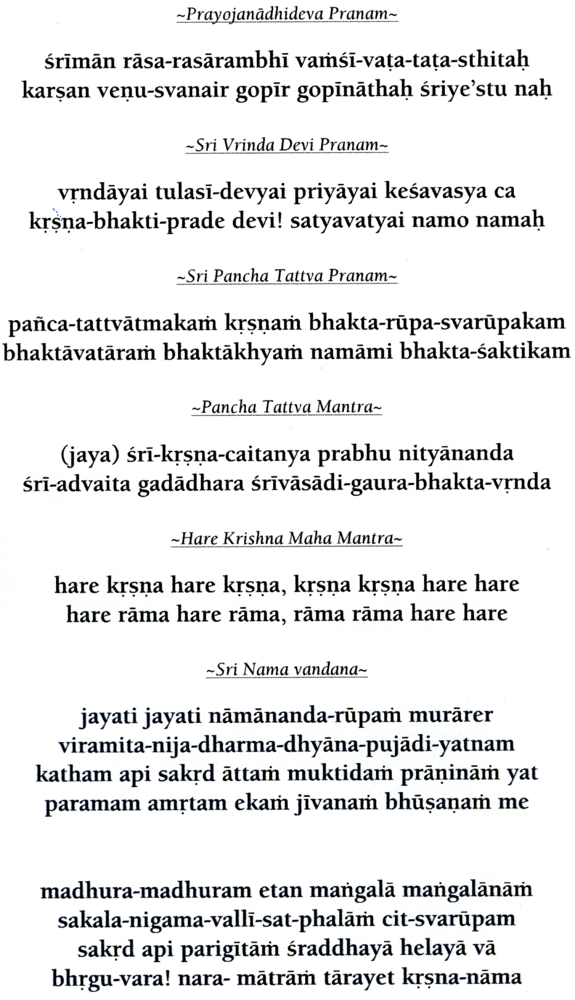 ~Prayojanādhideva Pranam~
śrīmān rāsa-rasārambhī vaṁśī-vaṭa-taṭa-sthitaḥ
karṣan veṇu-svanair gopīr gopīnāthaḥ śriye’stu naḥ
~Sri Vrinda Devi Pranam~
vṛndāyai tulasī-devyai priyāyai keśavasya ca
kṛṣṇa-bhakti-prade devi! satyavatyai namo namaḥ
~Sri Pancha Tattva Pranam~
pañca-tattvātmakaṁ kṛṣṇaṁ bhakta-rūpa-svarūpakam
bhaktāvatāraṁ bhaktākhyaṁ namāmi bhakta-śaktikam
~Pancha Tattva Mantra~
(jaya) śrī-kṛṣṇa-caitanya prabhu nityānanda
śrī-advaita gadādhara śrīvāsādi-gaura-bhakta-vṛnda
~Hare Krishna Maha Mantra~
hare kṛṣṇa hare kṛṣṇa, kṛṣṇa kṛṣṇa hare hare
hare rāma hare rāma, rāma rāma hare hare
~Sri Nama vandana~
jayati jayati nāmānanda-rūpaṁ murārer
viramita-nija-dharma-dhyāna-pujādi-yatnam
katham api sakṛd āttaṁ muktidaṁ prāṇināṁ yat
paramam amṛtam ekaṁ jīvanaṁ bhūṣaṇaṁ me
madhura-madhuram etan maṅgalā maṅgalānāṁ
sakala-nigama-vallī-sat-phalāṁ cit-svarūpam
sakṛd api parigītāṁ śraddhayā helayā vā
bhṛgu-vara! nara- mātrāṁ tārayet kṛṣna-nāma